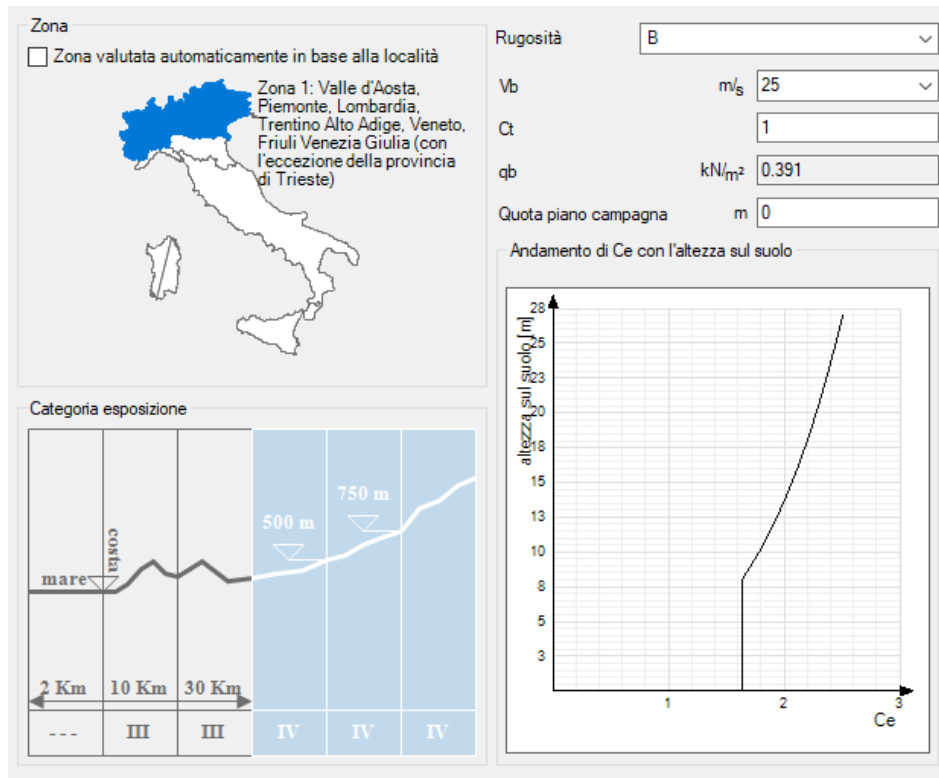 Zona
Zona valutata automaticamente in base alla località
Zona 1: Valle d'Aosta,
Piemonte, Lombardia,
Trentino Alto Adige, Veneto,
Friuli Venezia Giulia (con
l'eccezione della provincia
di Trieste)
Rugosità B
Vb m/s 25
Ct 1
qb kN/m² 0.391
Quota piano campagna m 0
Categoria esposizione
mare
costa
500 m
750 m
2 Km 10 Km 30 Km
--- III III IV IV IV
Andamento di Ce con l'altezza sul suolo
altezza sul suolo [m]
28
25
23
20
18
15
13
10
8
5
3
1 2 3
Ce